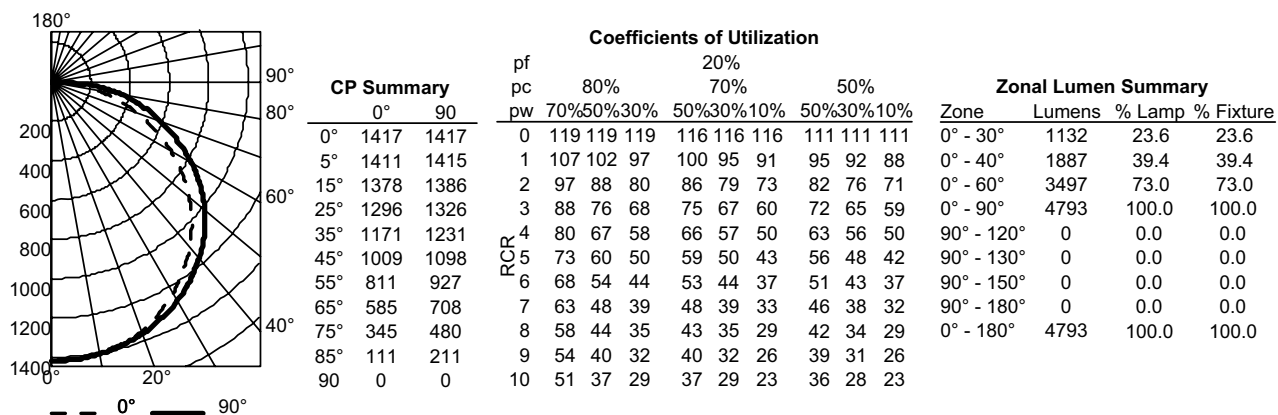 180°
90°
80°
200
400
600
60°
800
1000
1200
40°
1400
0°
20°
0° 90°
CP Summary
0° 90
0° 1417 1417
5° 1411 1415
15° 1378 1386
25° 1296 1326
35° 1171 1231
45° 1009 1098
55° 811 927
65° 585 708
75° 345 480
85° 111 211
90 0 0
Coefficients of Utilization
pf 20%
pc 80% 70% 50%
pw 70%50%30% 50%30%10% 50%30%10%
RCR
0 119 119 119 116 116 116 111 111 111
1 107 102 97 100 95 91 95 92 88
2 97 88 80 86 79 73 82 76 71
3 88 76 68 75 67 60 72 65 59
4 80 67 58 66 57 50 63 56 50
5 73 60 50 59 50 43 56 48 42
6 68 54 44 53 44 37 51 43 37
7 63 48 39 48 39 33 46 38 32
8 58 44 35 43 35 29 42 34 29
9 54 40 32 40 32 26 39 31 26
10 51 37 29 37 29 23 36 28 23
Zonal Lumen Summary
Zone Lumens % Lamp % Fixture
0° - 30° 1132 23.6 23.6
0° - 40° 1887 39.4 39.4
0° - 60° 3497 73.0 73.0
0° - 90° 4793 100.0 100.0
90° - 120° 0 0.0 0.0
90° - 130° 0 0.0 0.0
90° - 150° 0 0.0 0.0
90° - 180° 0 0.0 0.0
0° - 180° 4793 100.0 100.0